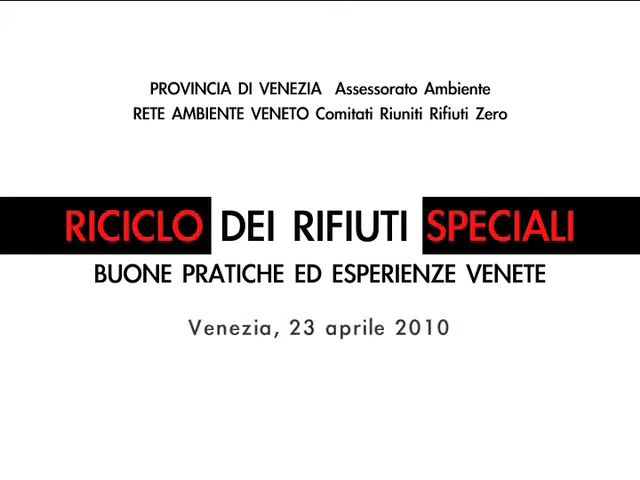 PROVINCIA DI VENEZIA Assessorato Ambiente
RETE AMBIENTE VENETO Comitati Riuniti Rifiuti Zero
RICICLO DEI RIFIUTI SPECIALI
BUONE PRATICHE ED ESPERIENZE VENETE
Venezia, 23 aprile 2010